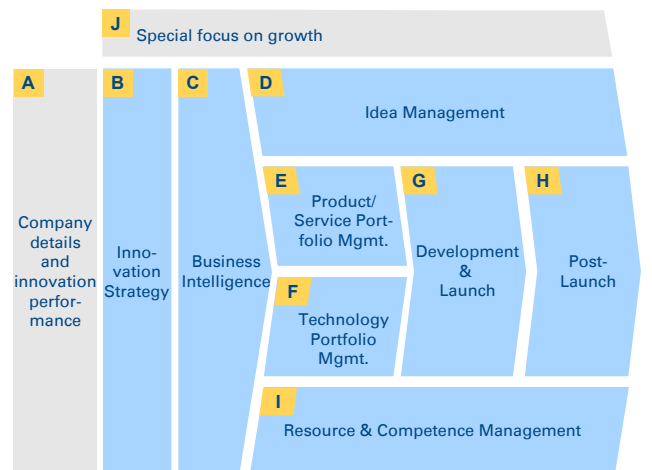 J
Special focus on growth
A
Company
details
and
innovation
perfor-
mance
B
Inno-
vation
Strategy
C
Business
Intelligence
D
Idea Management
E
Product/
Service Port-
folio Mgmt.
F
Technology
Portfolio
Mgmt.
G
Development
&
Launch
H
Post-
Launch
I
Resource & Competence Management